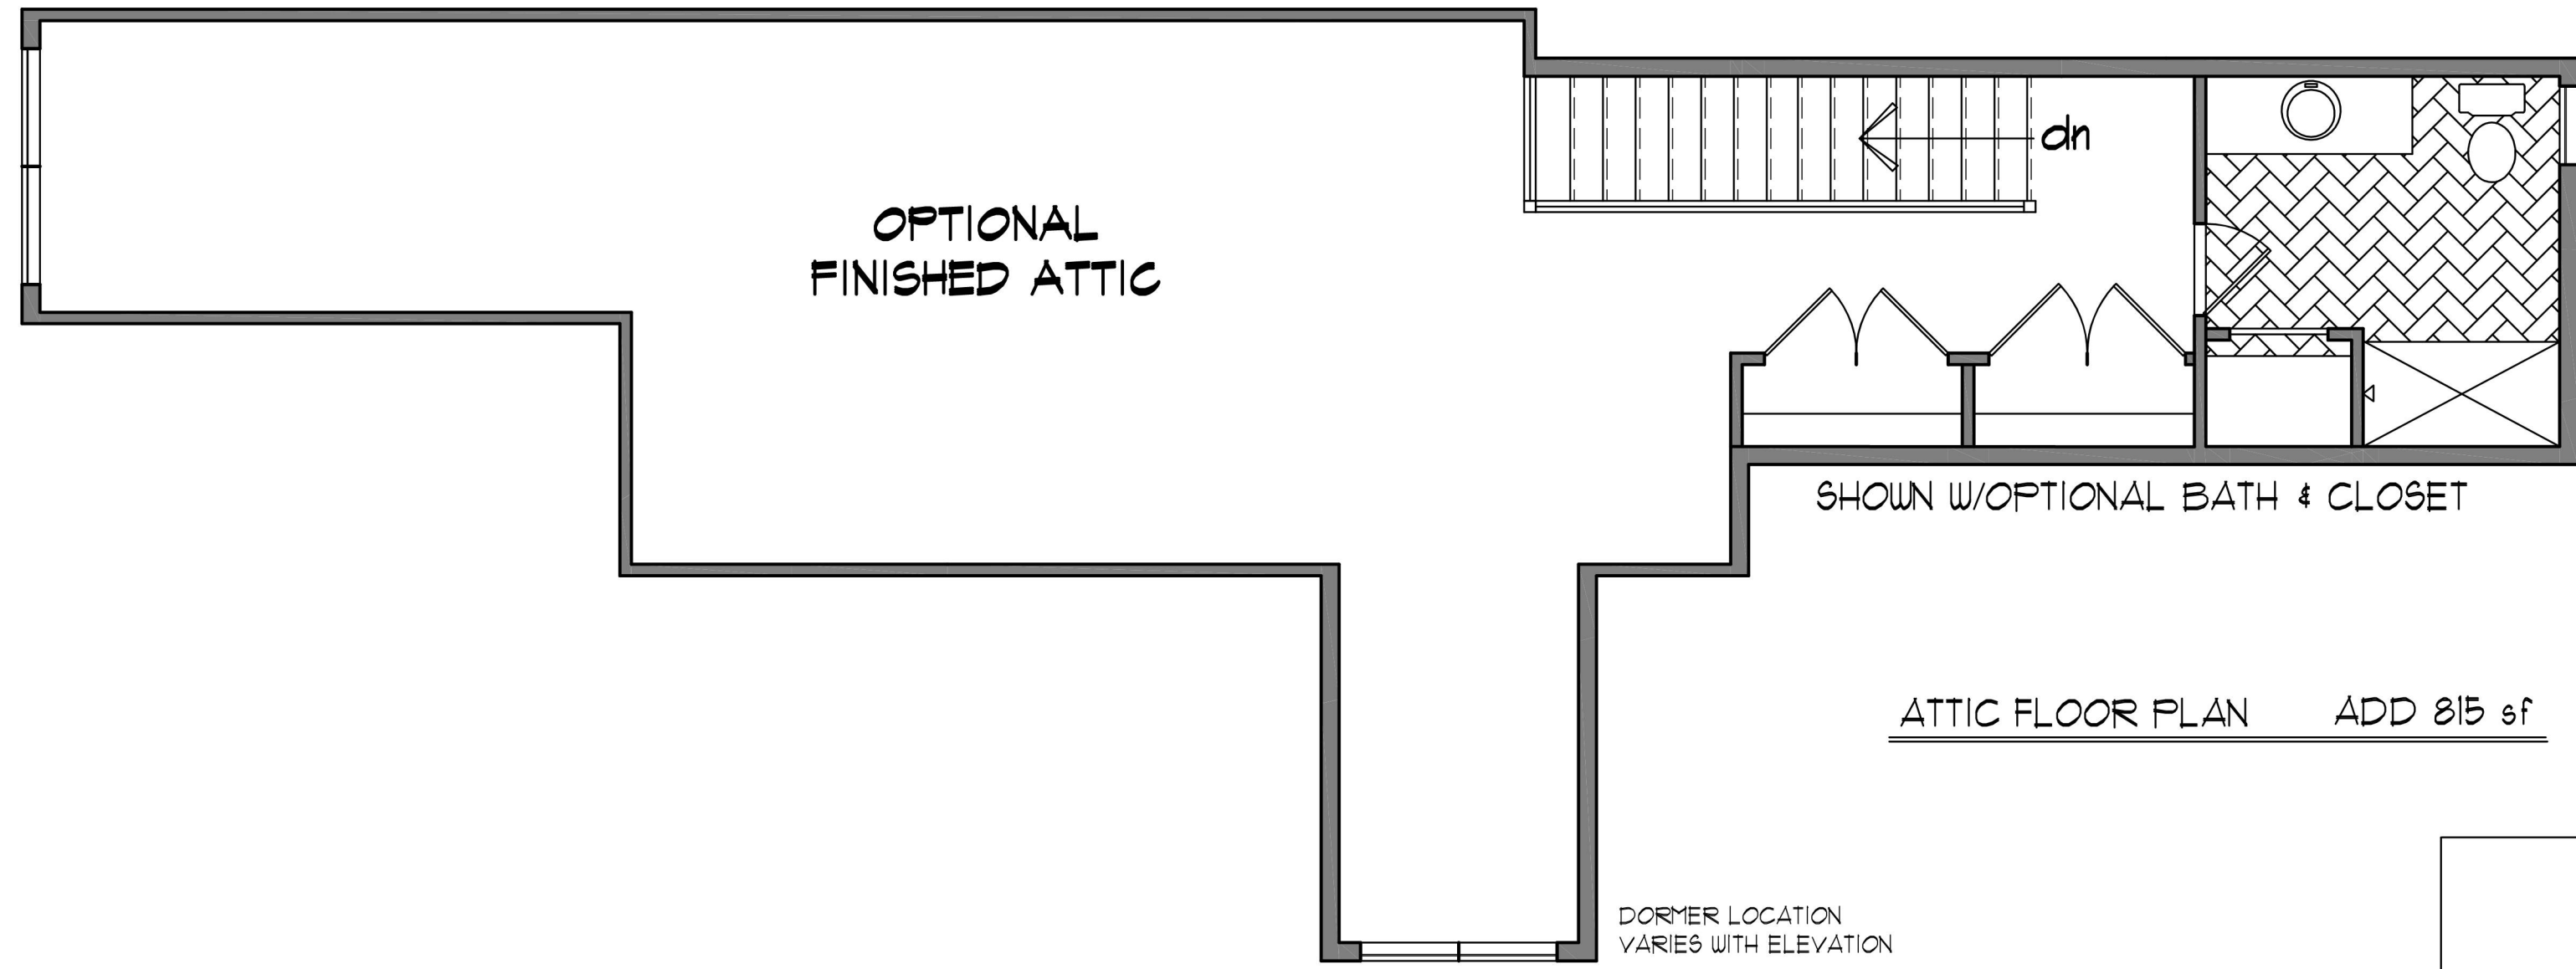 OPTIONAL
FINISHED ATTIC
dn
SHOWN W/OPTIONAL BATH & CLOSET
ATTIC FLOOR PLAN ADD 815 sf
DORMER LOCATION
VARIES WITH ELEVATION